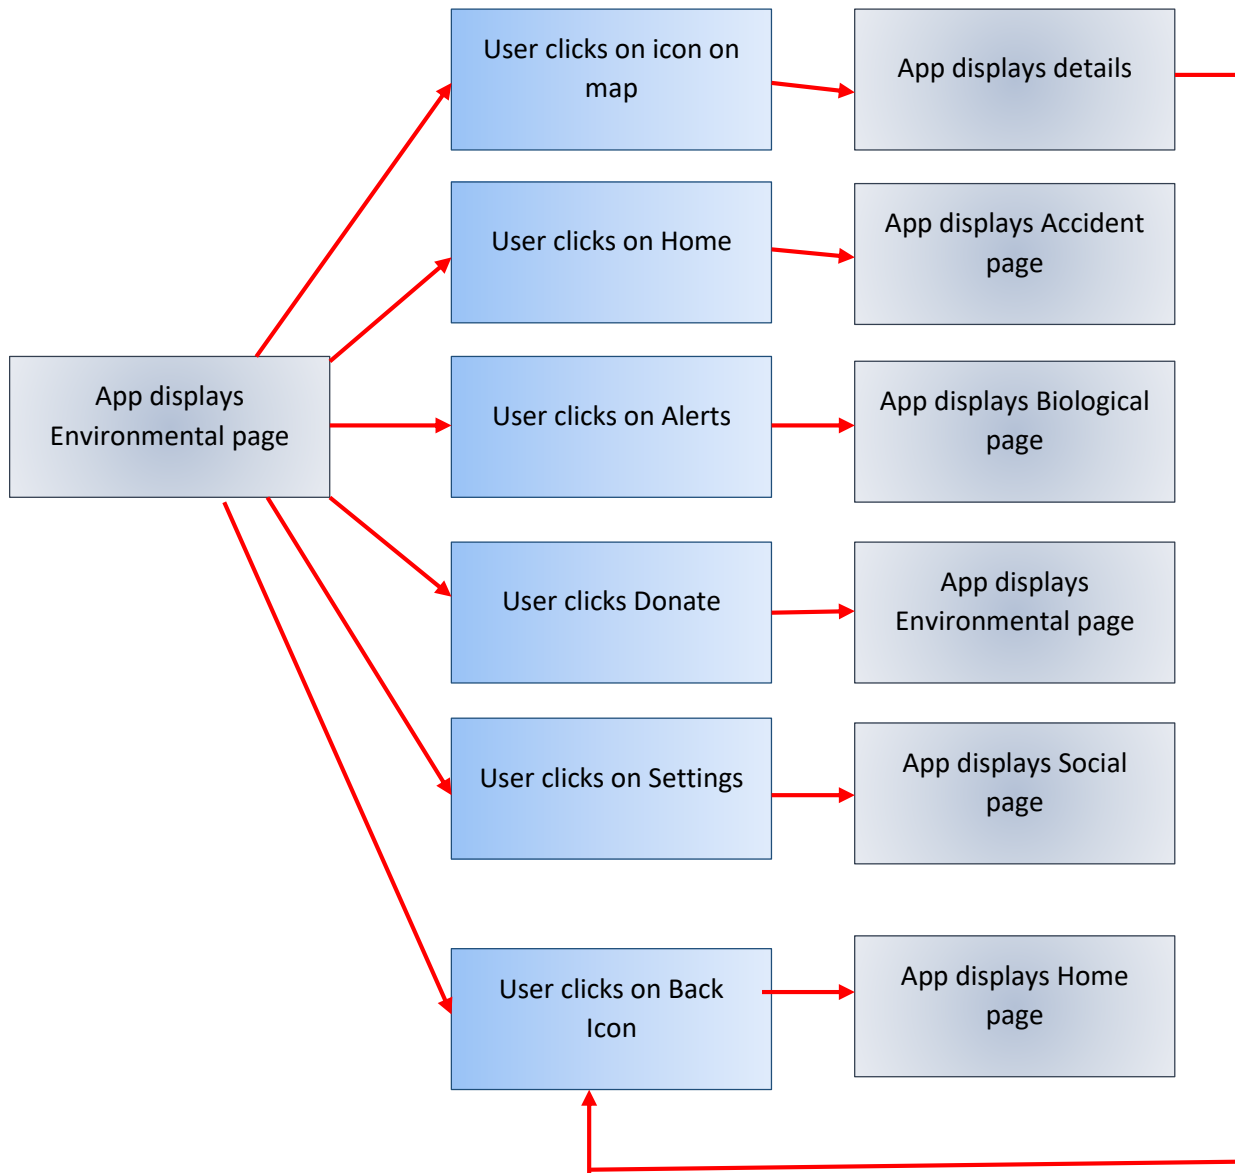 User clicks on icon on
map
App displays details
User clicks on Home
App displays Accident
page
App displays
Environmental page
User clicks on Alerts
App displays Biological
page
User clicks Donate
App displays
Environmental page
User clicks on Settings
App displays Social
page
User clicks on Back
Icon
App displays Home
page